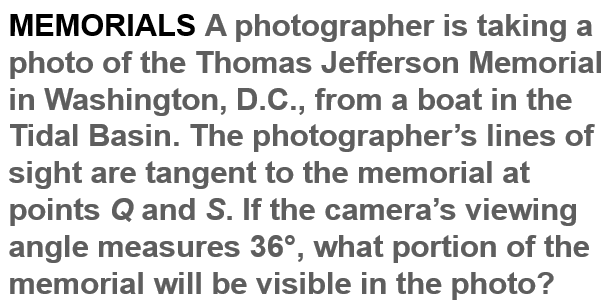 MEMORIALS A photographer is taking a
photo of the Thomas Jefferson Memorial
in Washington, D.C., from a boat in the
Tidal Basin. The photographer’s lines of
sight are tangent to the memorial at
points Q and S. If the camera’s viewing
angle measures 36°, what portion of the
memorial will be visible in the photo?